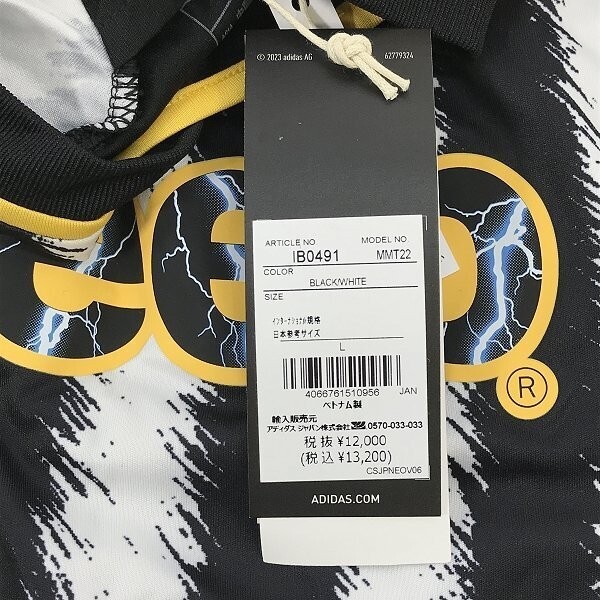 © 2023 adidas AG 62779324
ARTICLE NO. MODEL NO.
IB0491 MMT22
COLOR
BLACK/WHITE
SIZE
インターナショナル規格
日本参考サイズ
L
4066761510956 JAN
ベトナム製
輸入販売元
アディダス ジャパン株式会社 0570-033-033
税抜 ¥12,000
(税込 ¥13,200)
CSJPNEOV06
ADIDAS.COM
®